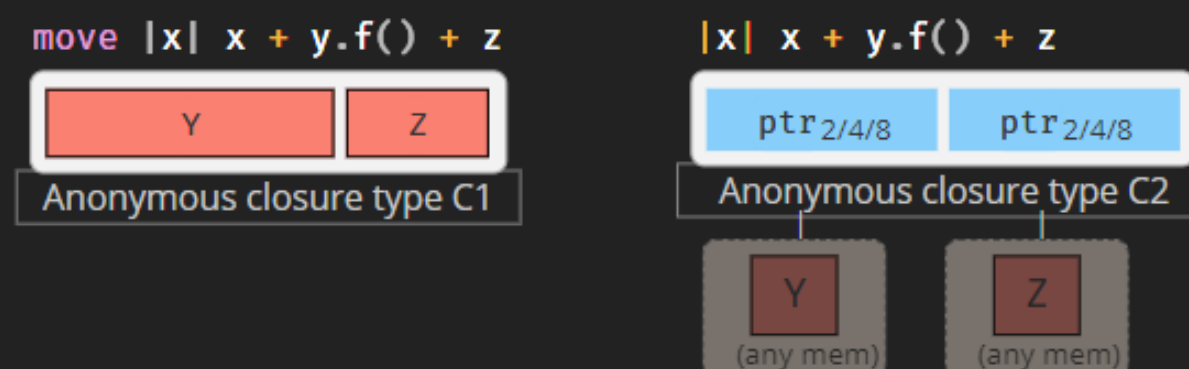 move |x| x + y.f() + z
Y Z
Anonymous closure type C1
|x| x + y.f() + z
ptr2/4/8 ptr2/4/8
Anonymous closure type C2
Y Z
(any mem) (any mem)